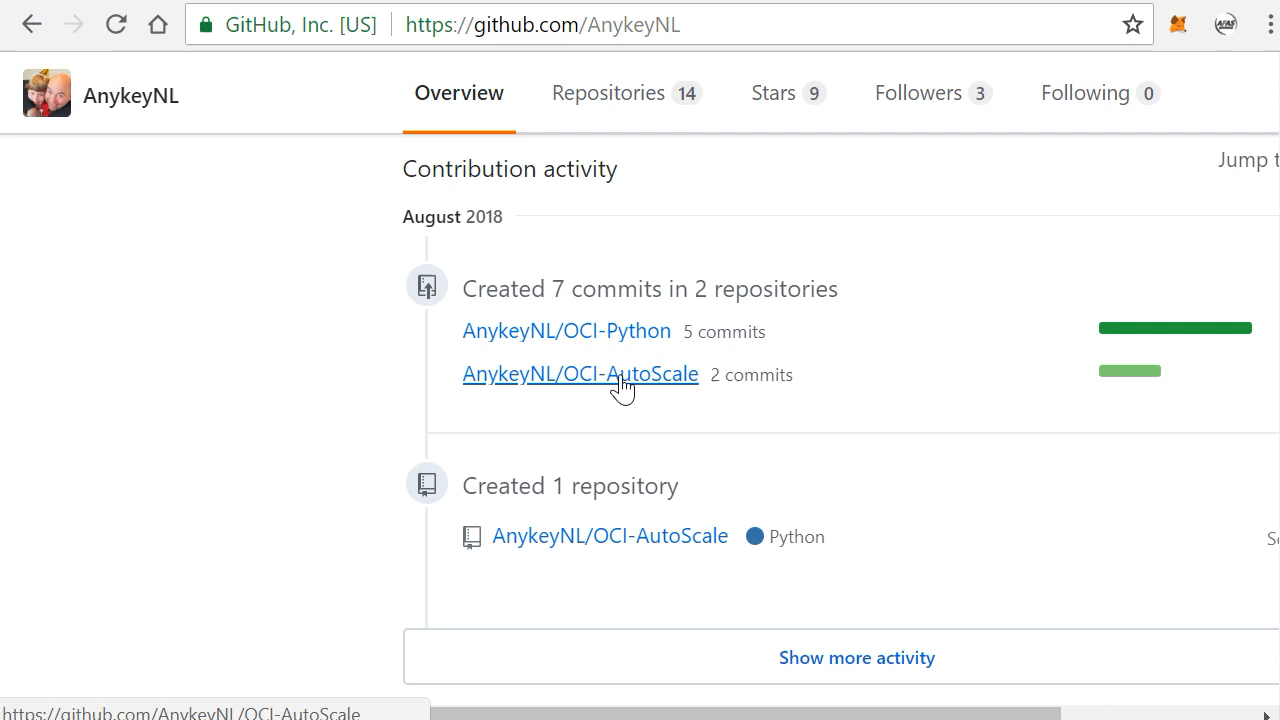 GitHub, Inc. [US] https://github.com/AnykeyNL
AnykeyNL Overview Repositories 14 Stars 9 Followers 3 Following 0
Contribution activity Jump t
August 2018
Created 7 commits in 2 repositories
AnykeyNL/OCI-Python 5 commits
AnykeyNL/OCI-AutoScale 2 commits
Created 1 repository
AnykeyNL/OCI-AutoScale Python Se
Show more activity
https://github.com/AnykeyNL/OCI-AutoScale